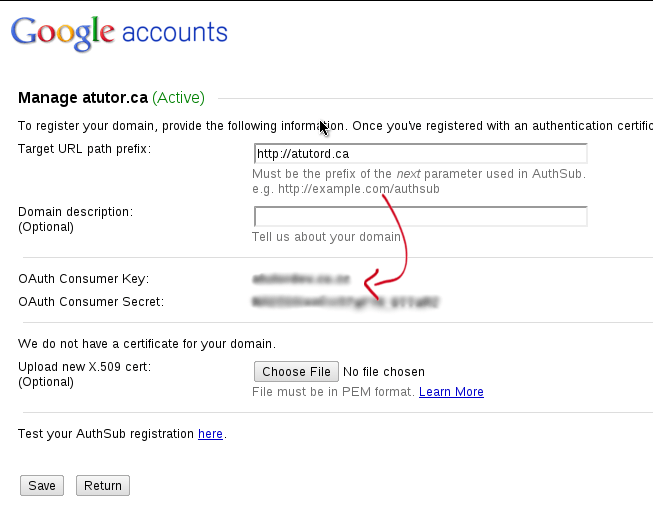 Google accounts
Manage atutor.ca (Active)
To register your domain, provide the following information. Once you've registered with an authentication certific
Target URL path prefix:
http://atutord.ca
Must be the prefix of the next parameter used in AuthSub.
e.g. http://example.com/authsub
Domain description:
(Optional)
Tell us about your domain
OAuth Consumer Key:
OAuth Consumer Secret:
We do not have a certificate for your domain.
Upload new X.509 cert:
(Optional)
Choose File No file chosen
File must be in PEM format. Learn More
Test your AuthSub registration here.
Save Return